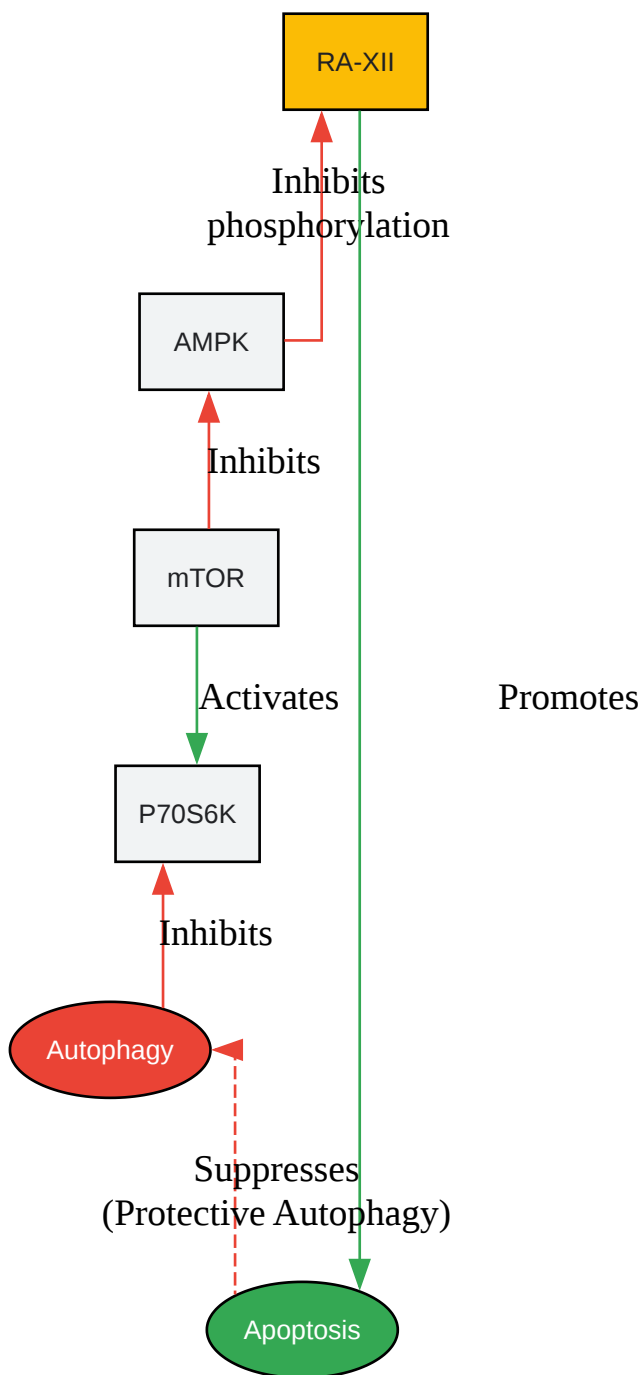 RA-XII
Inhibits
phosphorylation
AMPK
Inhibits
mTOR
Activates
Promotes
P70S6K
Inhibits
Autophagy
Suppresses
(Protective Autophagy)
Apoptosis